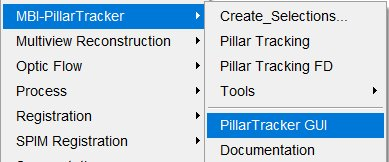 MBI-PillarTracker
Multiview Reconstruction
Optic Flow
Process
Registration
SPIM Registration
Create_Selections...
Pillar Tracking
Pillar Tracking FD
Tools
PillarTracker GUI
Documentation